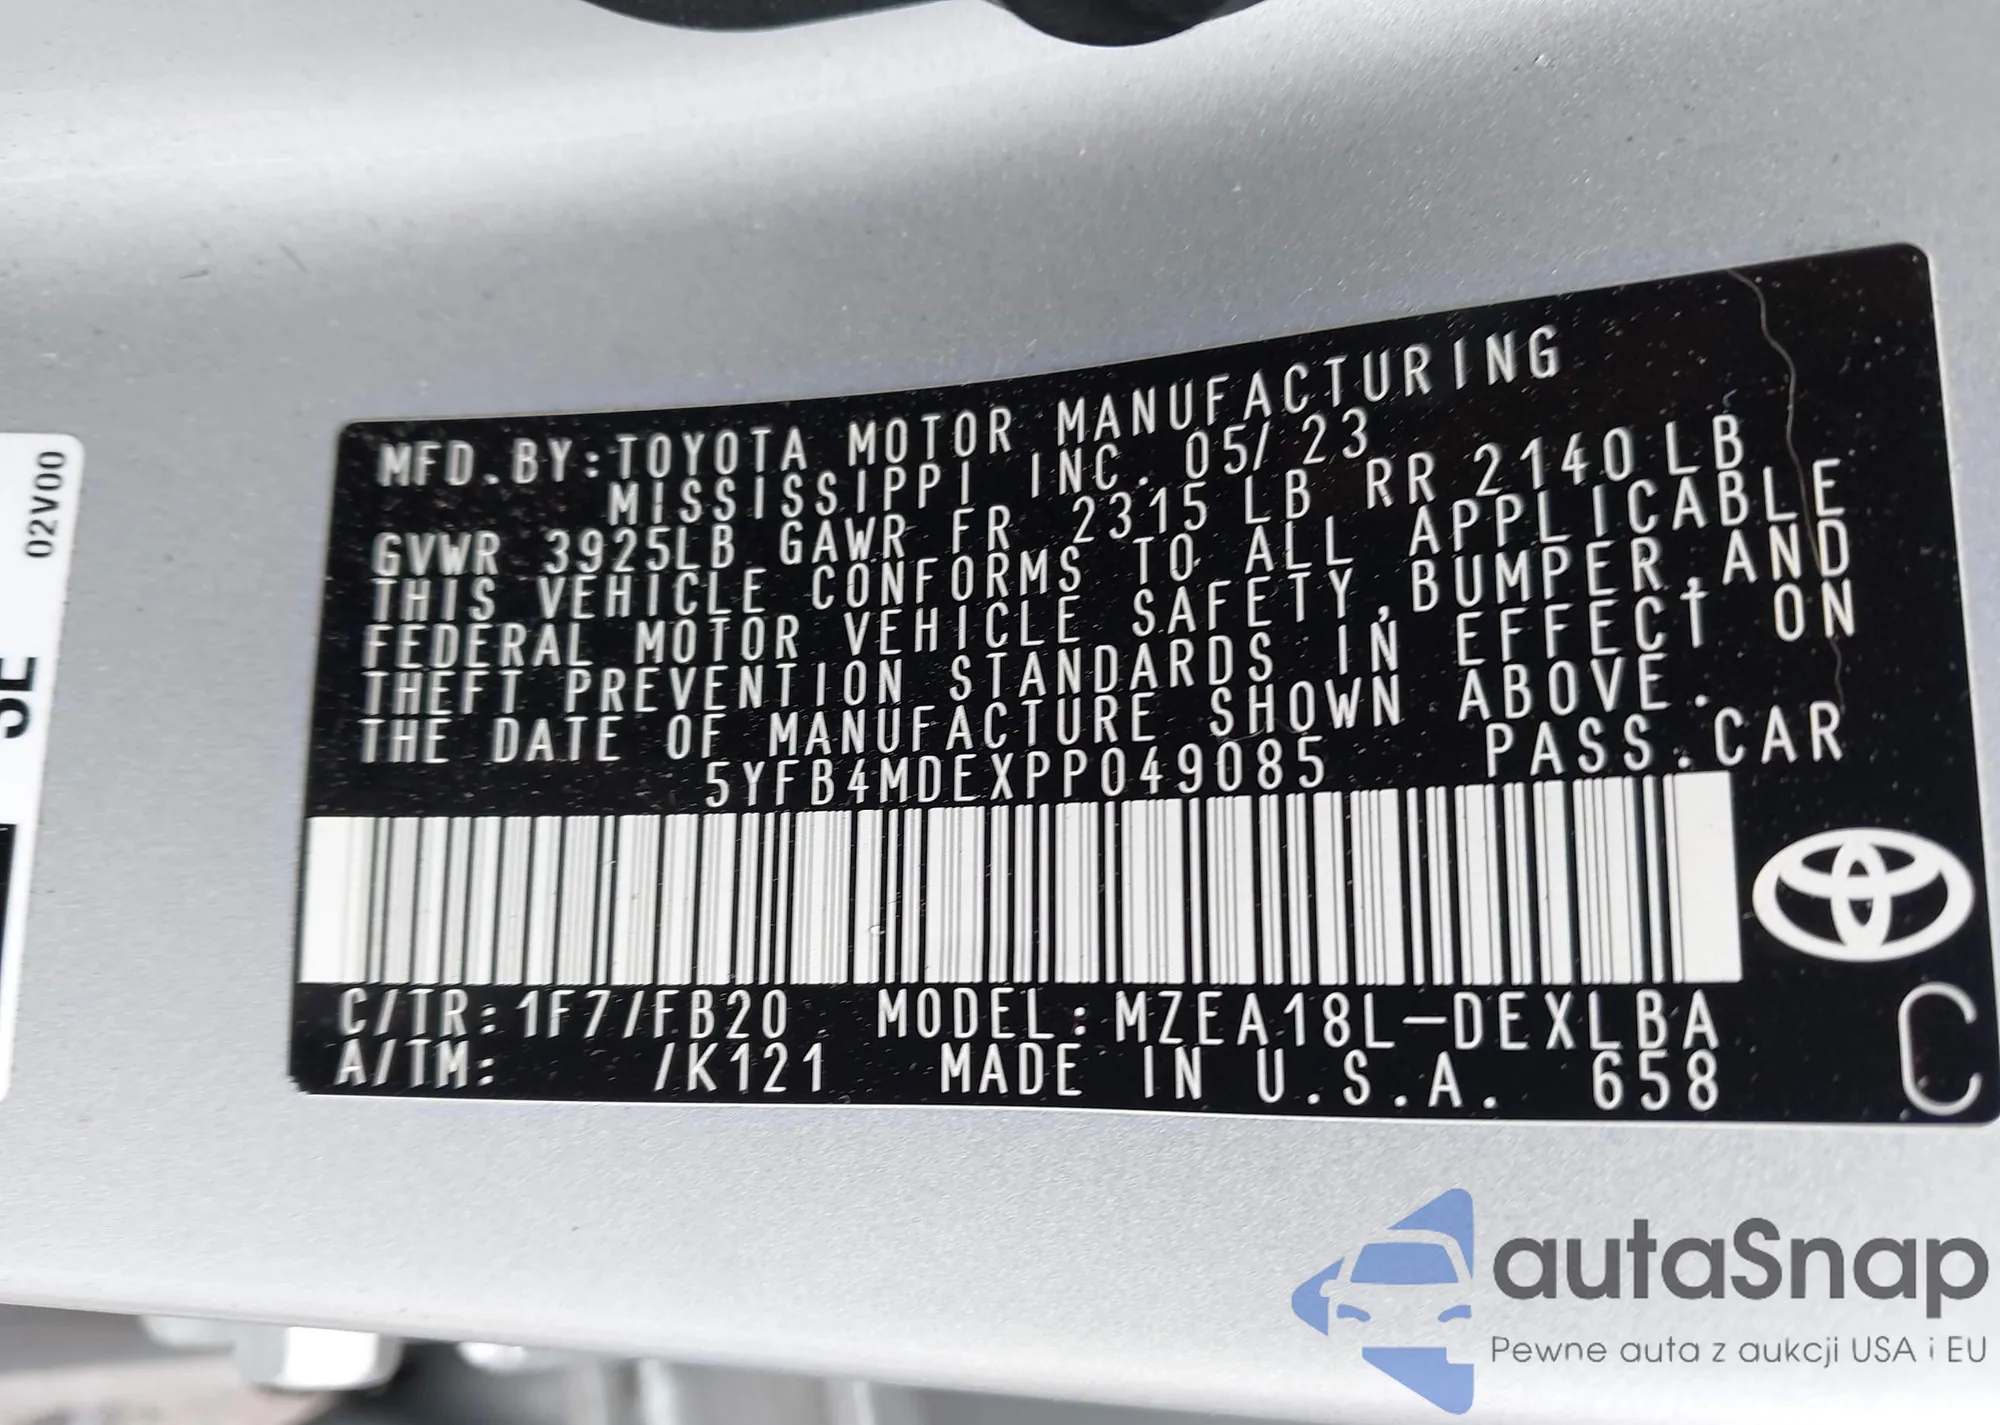 MFD.BY:TOYOTA MOTOR MANUFACTURING
MISSISSIPPI INC. 05/23
GVWR 3925LB GAWR FR 2315 LB RR 2140LB
THIS VEHICLE CONFORMS TO ALL APPLICABLE
FEDERAL MOTOR VEHICLE SAFETY,BUMPER,AND
THEFT PREVENTION STANDARDS IN EFFECT ON
THE DATE OF MANUFACTURE SHOWN ABOVE.
5YFB4MDEXPP049085 PASS.CAR
C/TR:1F7/FB20 MODEL:MZEA18L-DEXLBA
A/TM: /K121 MADE IN U.S.A. 658
C
02V00
autaSnap
Pewne auta z aukcji USA i EU